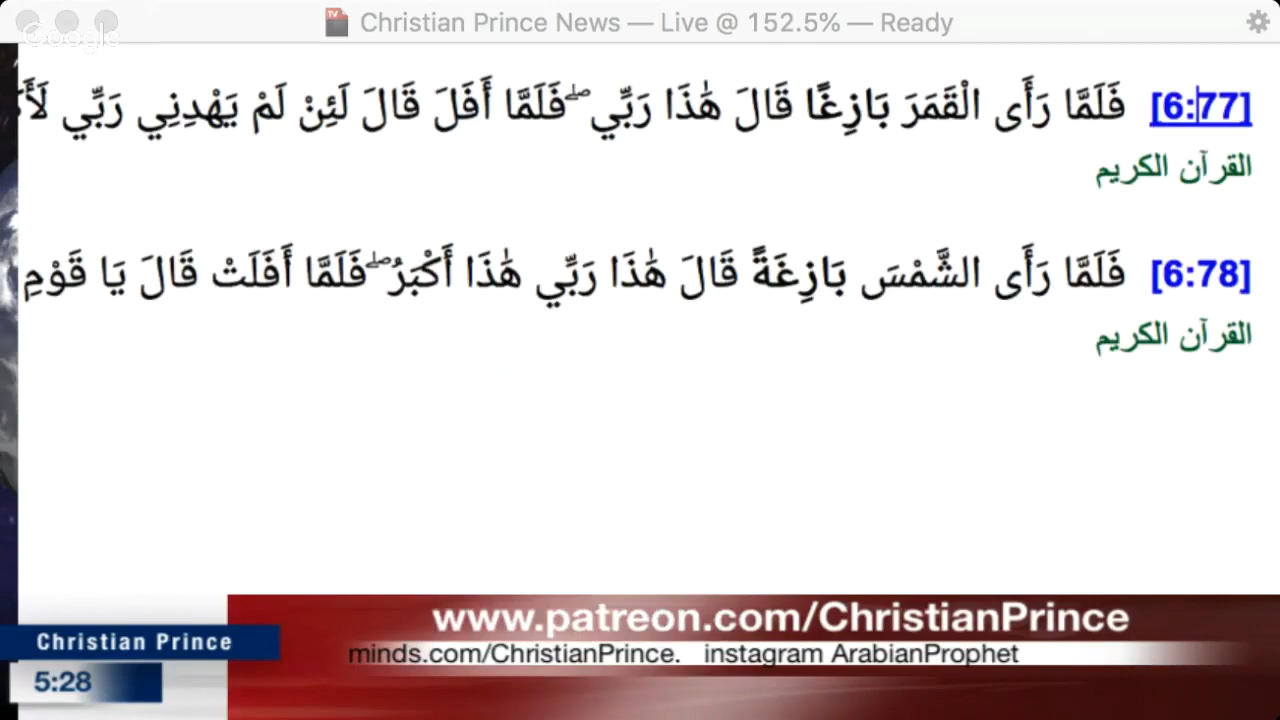 Christian Prince News — Live @ 152.5% — Ready
Google
[6:77] فَلَمَّا رَأَى الْقَمَرَ بَازِغًا قَالَ هَٰذَا رَبِّي ۖ فَلَمَّا أَفَلَ قَالَ لَئِنْ لَمْ يَهْدِنِي رَبِّي
القرآن الكريم
[6:78] فَلَمَّا رَأَى الشَّمْسَ بَازِغَةً قَالَ هَٰذَا رَبِّي هَٰذَا أَكْبَرُ ۖ فَلَمَّا أَفَلَتْ قَالَ يَا قَوْمِ
القرآن الكريم
www.patreon.com/ChristianPrince
Christian Prince
minds.com/ChristianPrince. instagram ArabianProphet
5:28